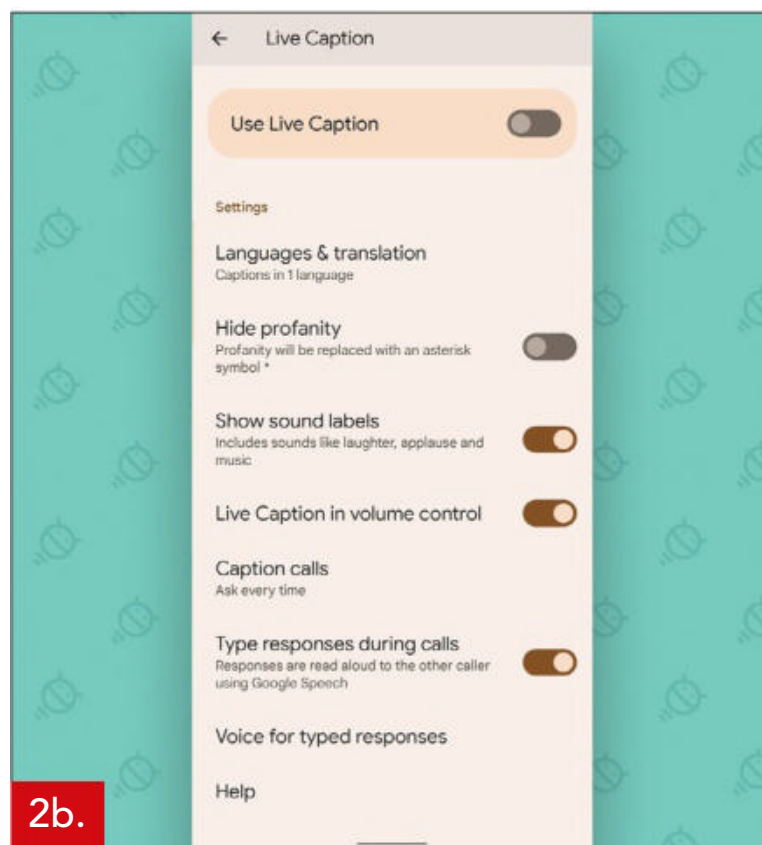 Live Caption
Use Live Caption
Settings
Languages & translation
Captions in 1 language
Hide profanity
Profanity will be replaced with an asterisk
symbol *
Show sound labels
Includes sounds like laughter, applause and
music
Live Caption in volume control
Caption calls
Ask every time
Type responses during calls
Responses are read aloud to the other caller
using Google Speech
Voice for typed responses
Help
2b.